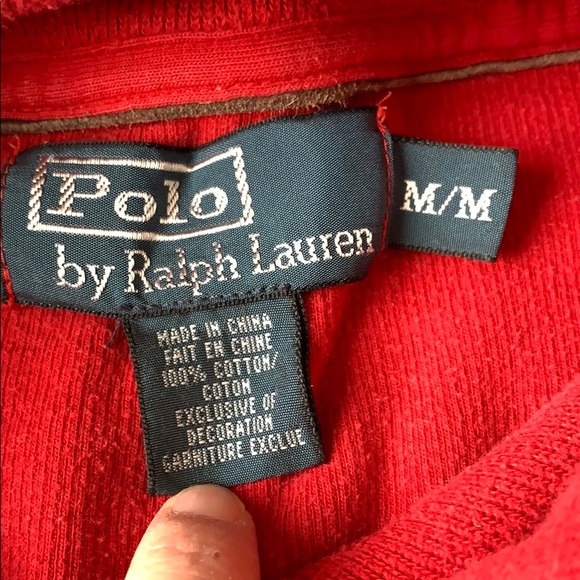 Polo
by Ralph Lauren
M/M
MADE IN CHINA
FAIT EN CHINE
100% COTTON/
COTON
EXCLUSIVE OF
DECORATION
GARNITURE EXCLUE